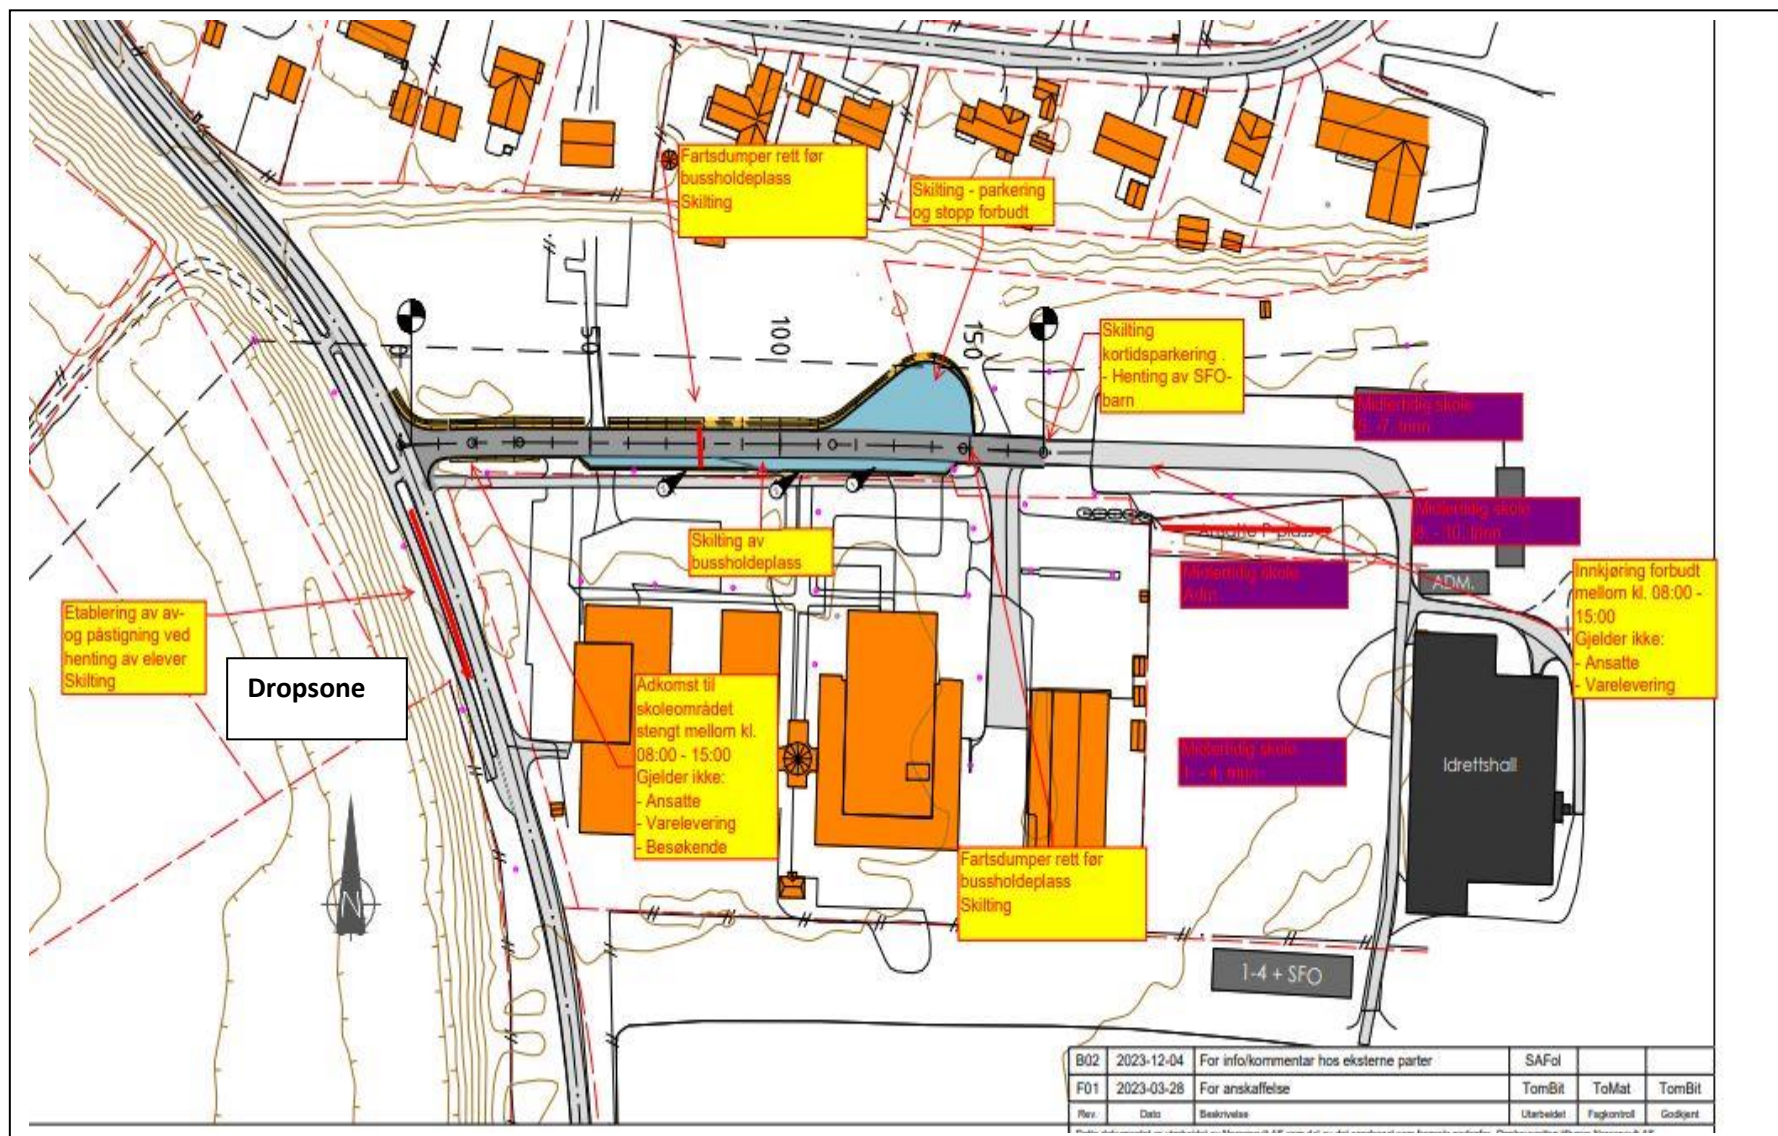 Fartsdumper rett før
bussholdeplass
Skilting
Skilting - parkering
og stopp forbudt
0
50
100
150
Skilting
kortidsparkering .
- Henting av SFO-
barn
Midlertidig skole
5. -7. trinn
Midlertidig skole
8. - 10. trinn
Ansatte P-plass
Midlertidig skole
Adm.
ADM.
Innkjøring forbudt
mellom kl. 08:00 -
15:00
Gjelder ikke:
- Ansatte
- Varelevering
Skilting av
bussholdeplass
Etablering av av-
og påstigning ved
henting av elever
Skilting
Dropsone
Adkomst til
skoleområdet
stengt mellom kl.
08:00 - 15:00
Gjelder ikke:
- Ansatte
- Varelevering
- Besøkende
Midlertidig skole
1. - 4. trinn
Idrettshall
Fartsdumper rett før
bussholdeplass
Skilting
N
1-4 + SFO
B02 2023-12-04 For info/kommentar hos eksterne parter SAFol
F01 2023-03-28 For anskaffelse TomBit ToMat TomBit
Rev. Dato Beskrivelse Utarbeidet Fagkontroll Godkjent